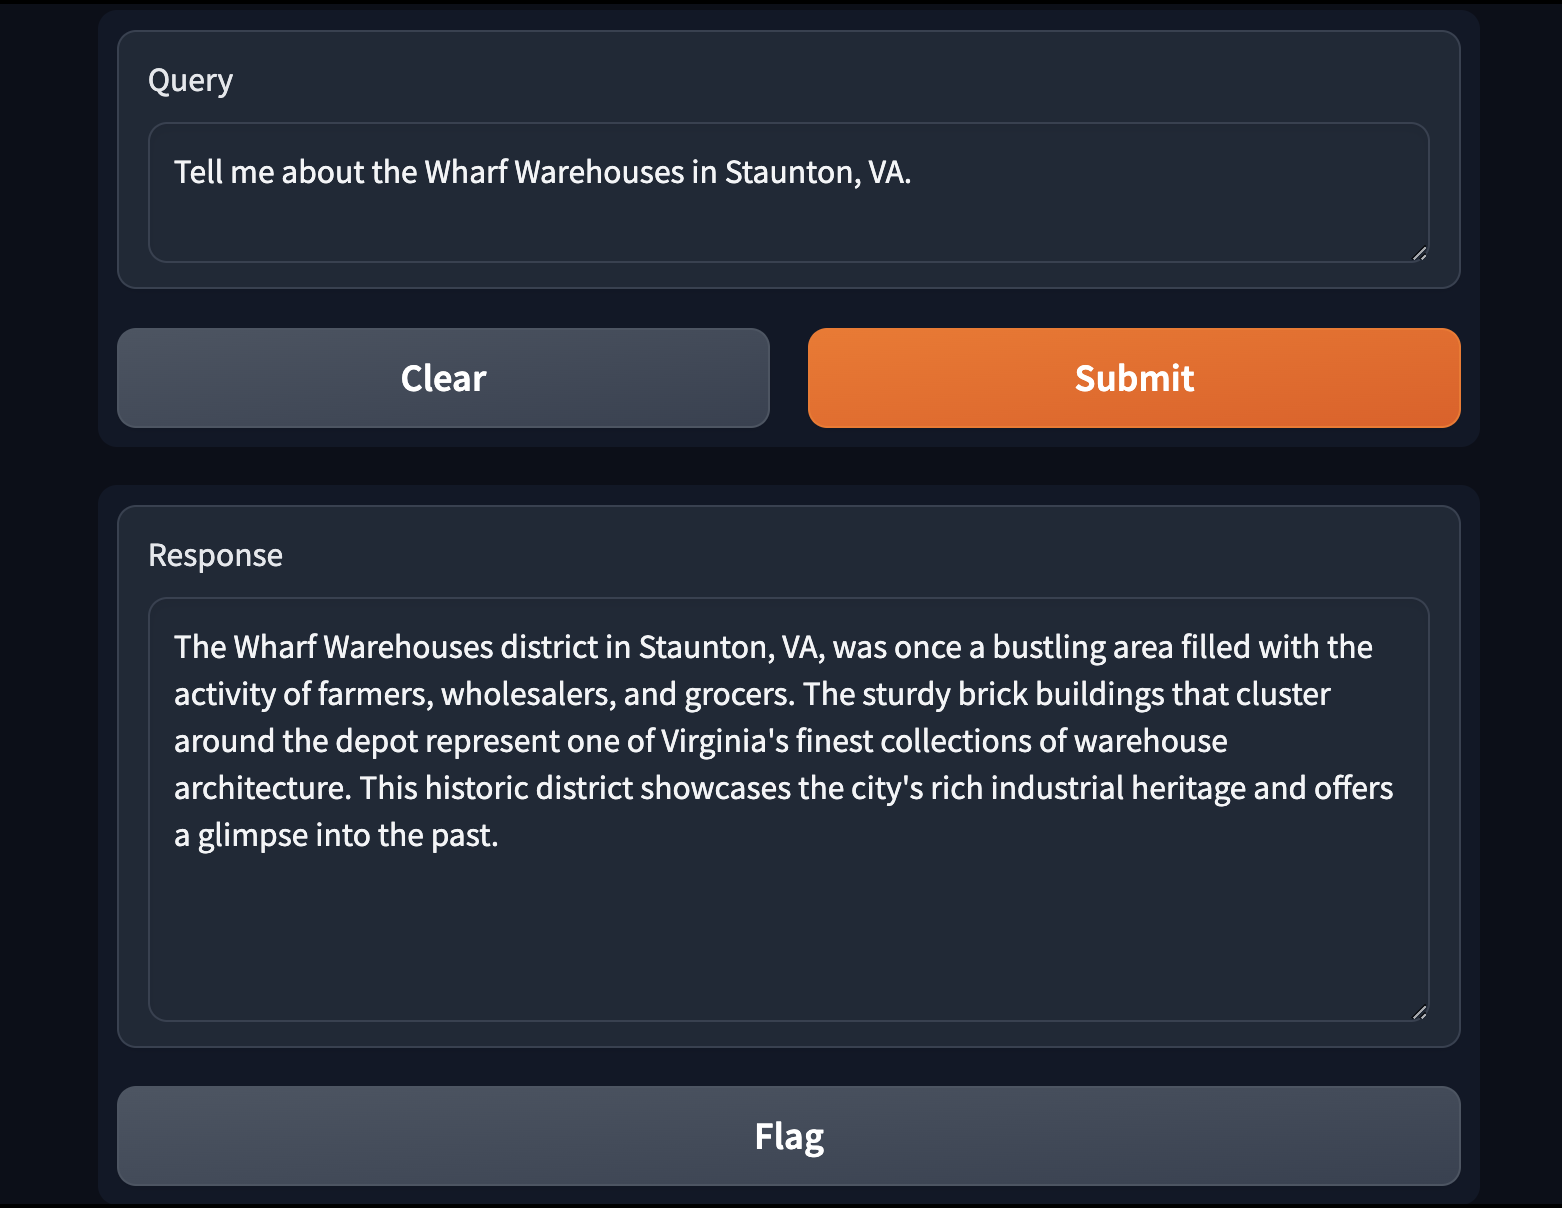 Query
Tell me about the Wharf Warehouses in Staunton, VA.
Clear
Submit
Response
The Wharf Warehouses district in Staunton, VA, was once a bustling area filled with the
activity of farmers, wholesalers, and grocers. The sturdy brick buildings that cluster
around the depot represent one of Virginia's finest collections of warehouse
architecture. This historic district showcases the city's rich industrial heritage and offers
a glimpse into the past.
Flag